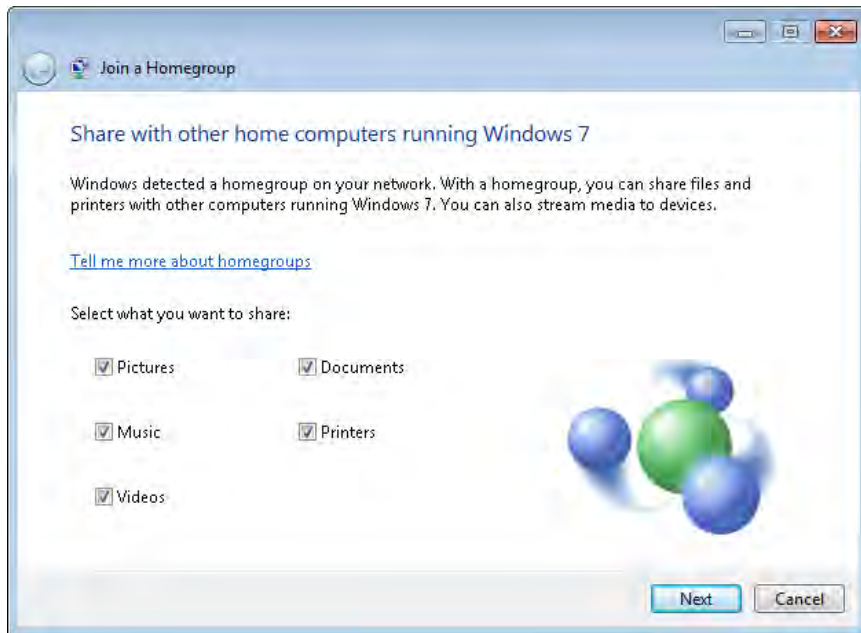 Join a Homegroup
Share with other home computers running Windows 7
Windows detected a homegroup on your network. With a homegroup, you can share files and
printers with other computers running Windows 7. You can also stream media to devices.
Tell me more about homegroups
Select what you want to share:
Pictures
Documents
Music
Printers
Videos
Next
Cancel